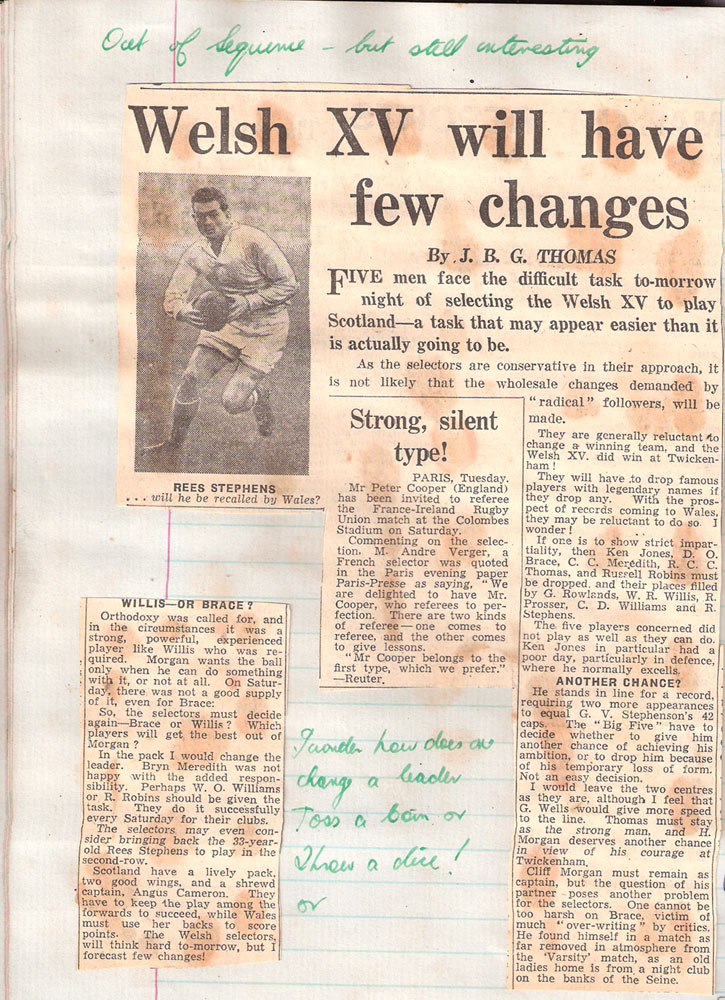 Out of Sequence - but still interesting
Welsh XV will have
few changes
By J. B. G. THOMAS
FIVE men face the difficult task to-morrow
night of selecting the Welsh XV to play
Scotland—a task that may appear easier than it
is actually going to be.
As the selectors are conservative in their approach, it
is not likely that the wholesale changes demanded by
"radical" followers, will be
made.
They are generally reluctant to
change a winning team, and the
Welsh XV. did win at Twicken-
ham!
They will have to drop famous
players with legendary names if
they drop any. With the pros-
pect of records coming to Wales,
they may be reluctant to do so. I
wonder!
If one is to show strict impar-
tiality, then Ken Jones, D. O.
Brace, C. C. Meredith, R. C. C.
Thomas, and Russell Robins must
be dropped, and their places filled
by G. Rowlands, W. R. Willis, R.
Prosser, C. D. Williams and R.
Stephens.
The five players concerned did
not play as well as they can do.
Ken Jones in particular had a
poor day, particularly in defence,
where he normally excells.
ANOTHER CHANCE?
He stands in line for a record,
requiring two more appearances
to equal G. V. Stephenson's 42
caps. The "Big Five" have to
decide whether to give him
another chance of achieving his
ambition, or to drop him because
of his temporary loss of form.
Not an easy decision.
I would leave the two centres
as they are, although I feel that
G. Wells would give more speed
to the line. Thomas must stay
as the strong man, and H.
Morgan deserves another chance
in view of his courage at
Twickenham.
Cliff Morgan must remain as
captain, but the question of his
partner poses another problem
for the selectors. One cannot be
too harsh on Brace, victim of
much "over-writing" by critics.
He found himself in a match as
far removed in atmosphere from
the 'Varsity' match, as an old
ladies home is from a night club
on the banks of the Seine.
REES STEPHENS
. . . will he be recalled by Wales?
Strong, silent
type!
PARIS, Tuesday.
Mr Peter Cooper (England)
has been invited to referee
the France-Ireland Rugby
Union match at the Colombes
Stadium on Saturday.
Commenting on the selec-
tion, M. Andre Verger, a
French selector was quoted
in the Paris evening paper
Paris-Presse as saying, "We
are delighted to have Mr.
Cooper, who referees to per-
fection. There are two kinds
of referee—one comes to
referee, and the other comes
to give lessons.
"Mr Cooper belongs to the
first type, which we prefer."
—Reuter.
WILLIS—OR BRACE?
Orthodoxy was called for, and
in the circumstances it was a
strong, powerful, experienced
player like Willis who was re-
quired. Morgan wants the ball
only when he can do something
with it, or not at all. On Satur-
day, there was not a good supply
of it, even for Brace:
So, the selectors must decide
again—Brace or Willis? Which
players will get the best out of
Morgan?
In the pack I would change the
leader. Bryn Meredith was not
happy with the added respon-
sibility. Perhaps W. O. Williams
or R. Robins should be given the
task. They do it successfully
every Saturday for their clubs.
The selectors may even con-
sider bringing back the 33-year-
old Rees Stephens to play in the
second-row.
Scotland have a lively pack,
two good wings, and a shrewd
captain, Angus Cameron. They
have to keep the play among the
forwards to succeed, while Wales
must use her backs to score
points. The Welsh selectors,
will think hard to-morrow, but I
forecast few changes!
I wonder how does one
change a leader
Toss a coin or
throw a dice!
or